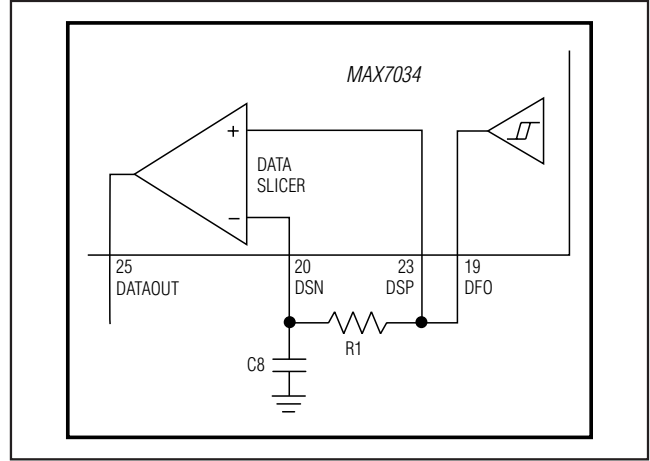 MAX7034
+
DATA
SLICER
−
25
DATAOUT
20
DSN
23
DSP
19
DFO
R1
C8